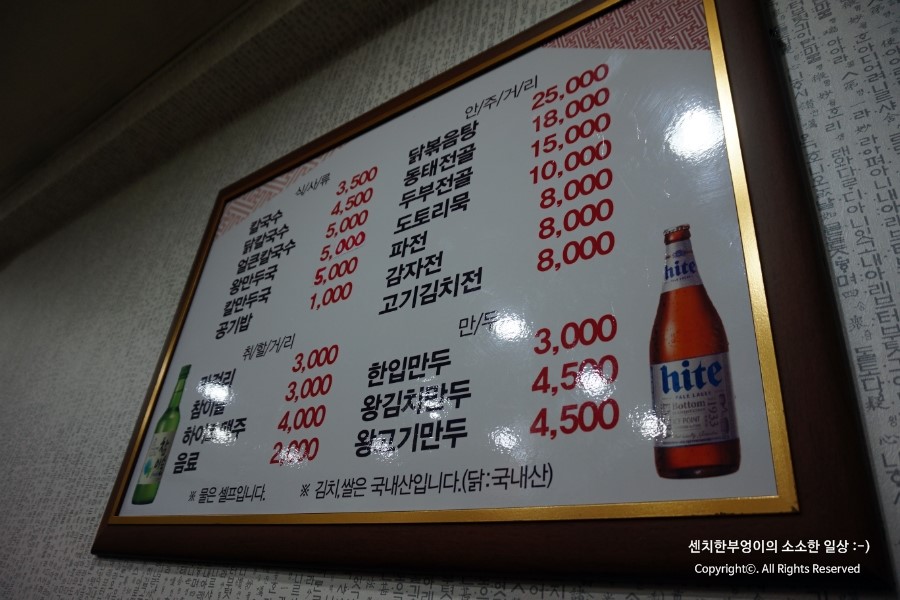 식/사/류
칼국수 3,500
닭칼국수 4,500
얼큰칼국수 5,000
왕만두국 5,000
칼만두국 5,000
공기밥 1,000
안/주/거/리
닭볶음탕 25,000
동태전골 18,000
두부전골 15,000
도토리묵 10,000
파전 8,000
감자전 8,000
고기김치전 8,000
취/할/거/리
막걸리 3,000
참이슬 3,000
하이트맥주 4,000
음료 2,000
만/두
한입만두 3,000
왕김치만두 4,500
왕고기만두 4,500
※ 물은 셀프입니다.
※ 김치,쌀은 국내산입니다.(닭:국내산)
hite
hite
PALE LAGER
Bottom
센치한부엉이의 소소한 일상 :-)
Copyright©. All Rights Reserved